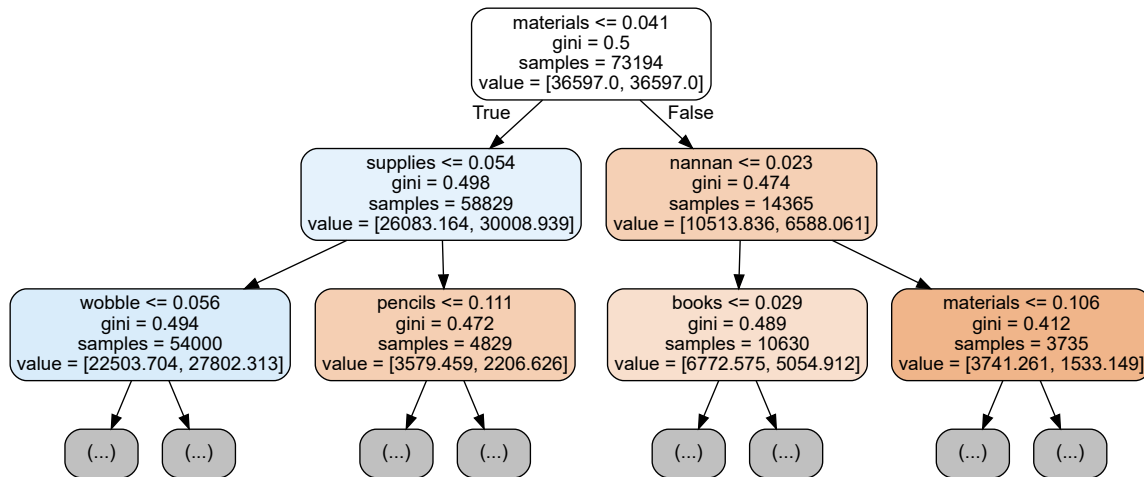 materials <= 0.041
gini = 0.5
samples = 73194
value = [36597.0, 36597.0]
True
False
supplies <= 0.054
gini = 0.498
samples = 58829
value = [26083.164, 30008.939]
nannan <= 0.023
gini = 0.474
samples = 14365
value = [10513.836, 6588.061]
wobble <= 0.056
gini = 0.494
samples = 54000
value = [22503.704, 27802.313]
pencils <= 0.111
gini = 0.472
samples = 4829
value = [3579.459, 2206.626]
books <= 0.029
gini = 0.489
samples = 10630
value = [6772.575, 5054.912]
materials <= 0.106
gini = 0.412
samples = 3735
value = [3741.261, 1533.149]
(...)
(...)
(...)
(...)
(...)
(...)
(...)
(...)